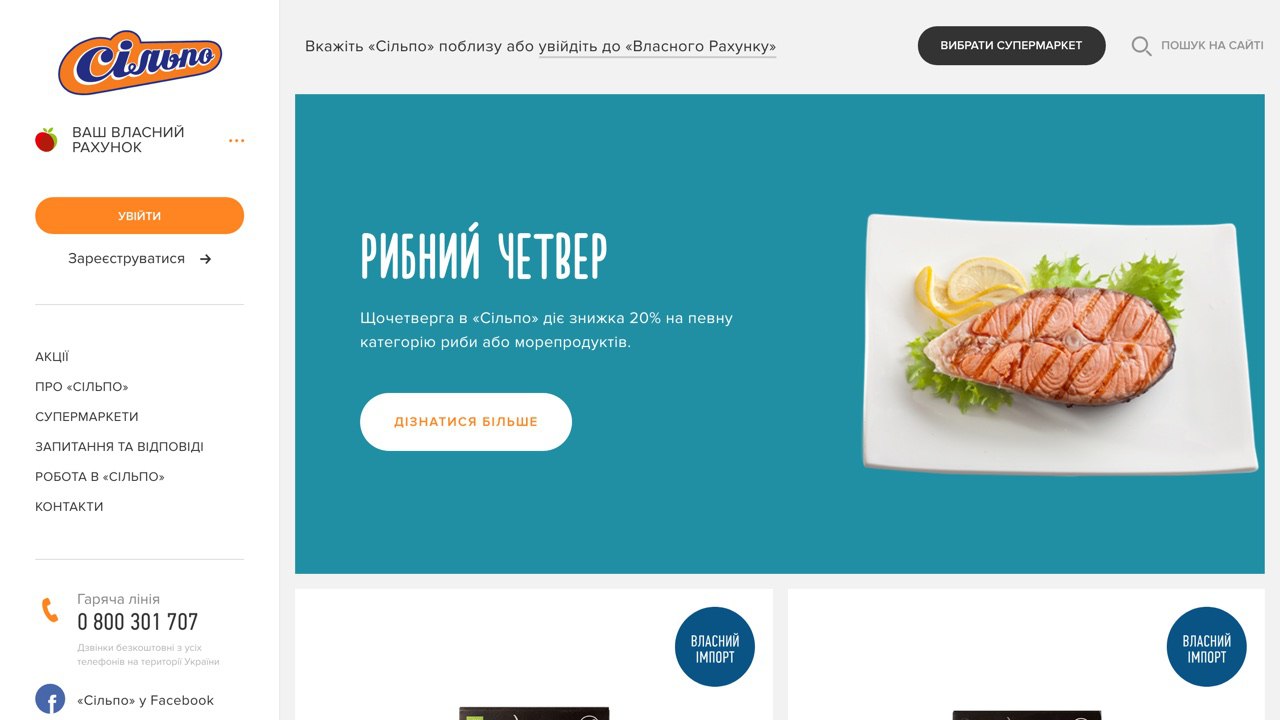 Сільпо
ВАШ ВЛАСНИЙ
РАХУНОК
УВІЙТИ
Зареєструватися
АКЦІЇ
ПРО «СІЛЬПО»
СУПЕРМАРКЕТИ
ЗАПИТАННЯ ТА ВІДПОВІДІ
РОБОТА В «СІЛЬПО»
КОНТАКТИ
Гаряча лінія
0 800 301 707
Дзвінки безкоштовні з усіх
телефонів на території України
«Сільпо» у Facebook
Вкажіть «Сільпо» поблизу або увійдіть до «Власного Рахунку»
ВИБРАТИ СУПЕРМАРКЕТ
ПОШУК НА САЙТІ
РИБНИЙ ЧЕТВЕР
Щочетверга в «Сільпо» діє знижка 20% на певну
категорію риби або морепродуктів.
ДІЗНАТИСЯ БІЛЬШЕ
ВЛАСНИЙ
ІМПОРТ
ВЛАСНИЙ
ІМПОРТ